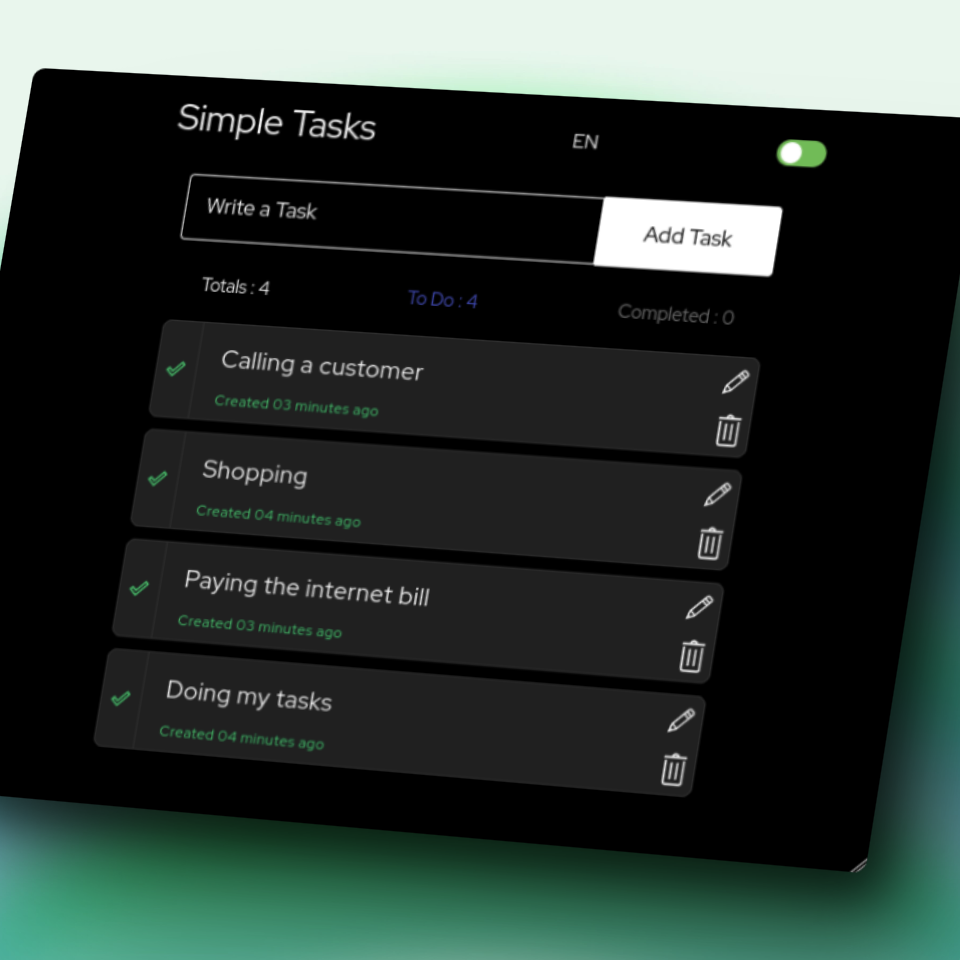 Simple Tasks
EN
Write a Task
Add Task
Totals : 4
To Do : 4
Completed : 0
Calling a customer
Created 03 minutes ago
Shopping
Created 04 minutes ago
Paying the internet bill
Created 03 minutes ago
Doing my tasks
Created 04 minutes ago